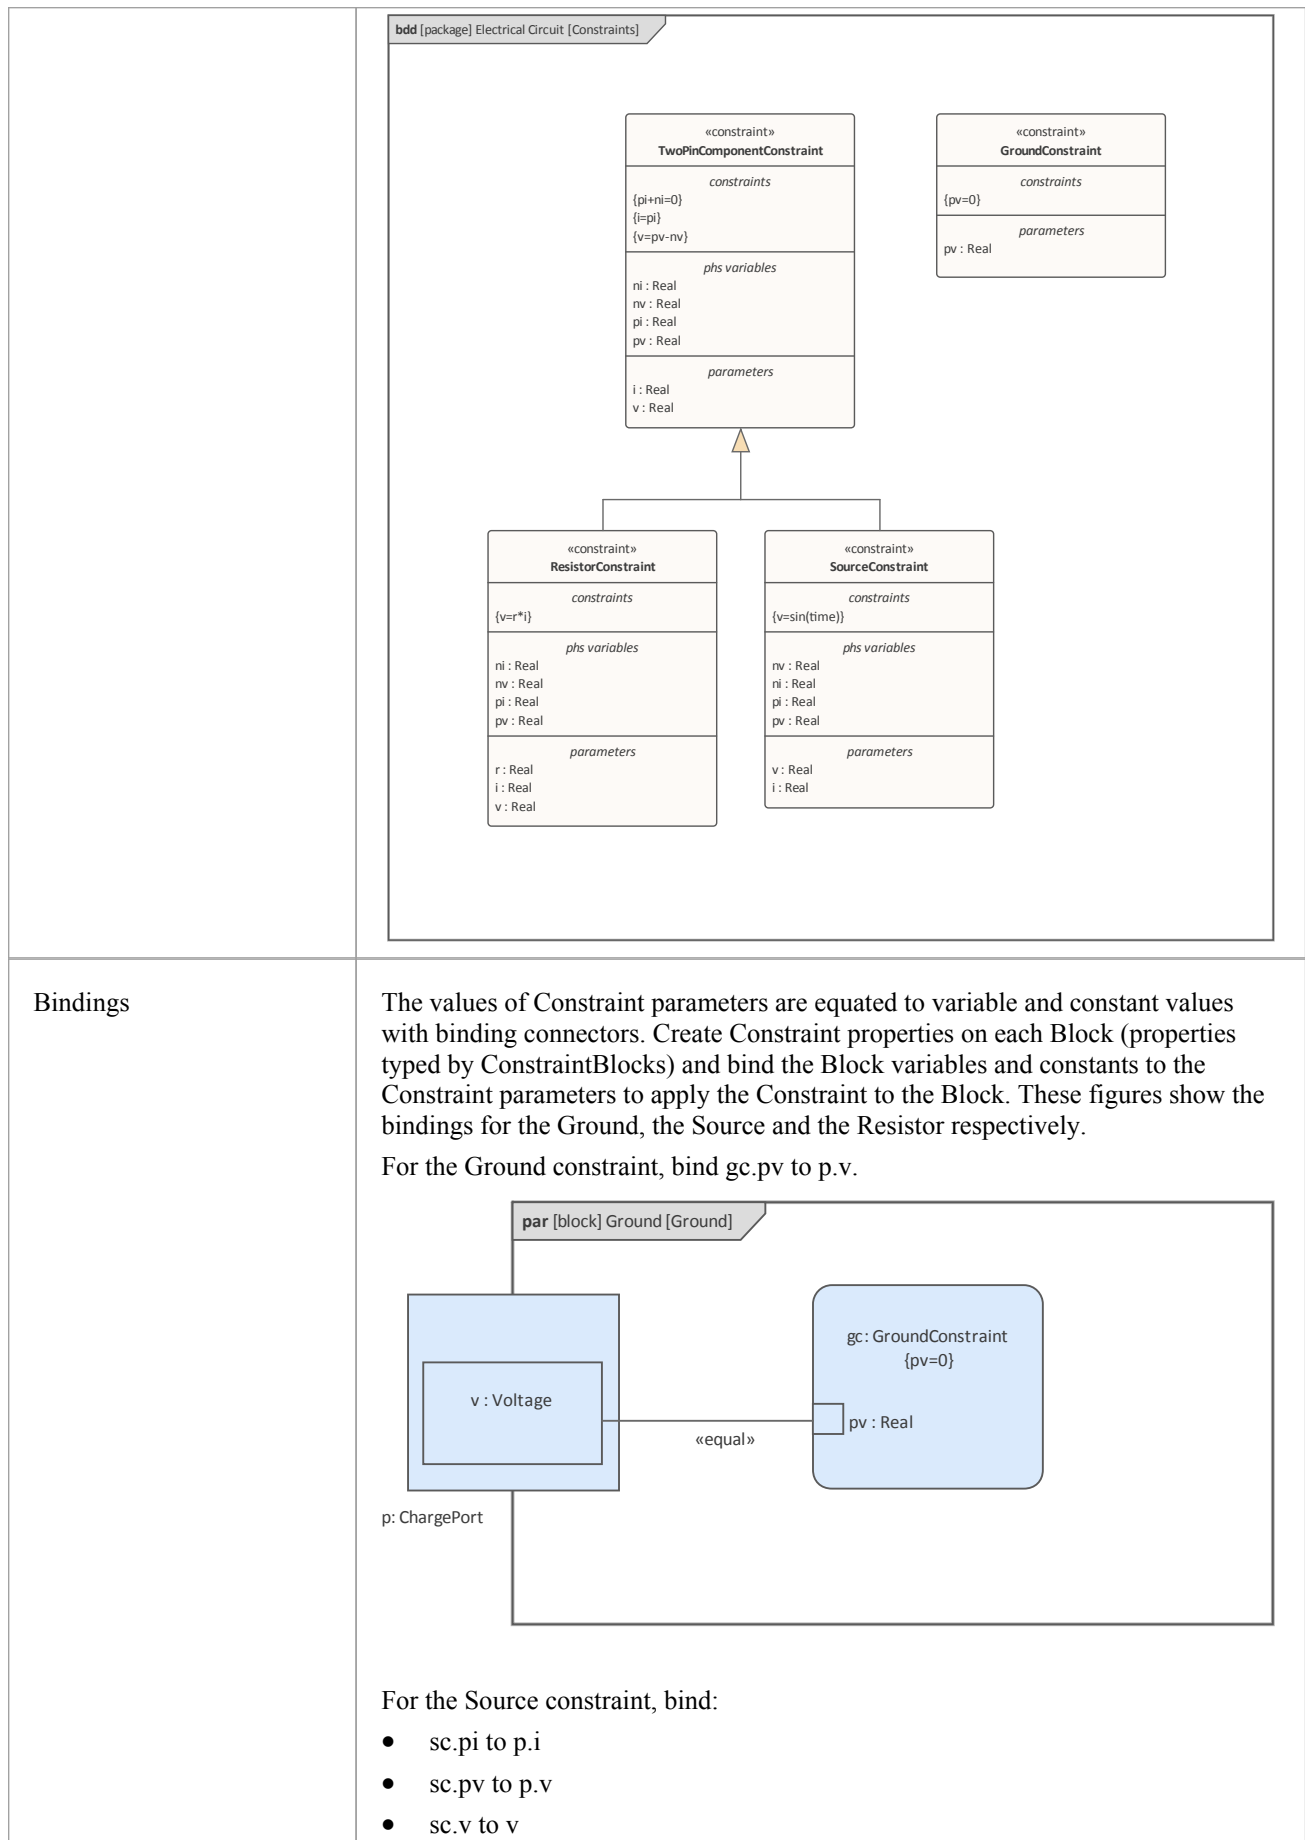 bdd [package] Electrical Circuit [Constraints]
«constraint»
TwoPinComponentConstraint
constraints
{pi+ni=0}
{i=pi}
{v=pv-nv}
phs variables
ni : Real
nv : Real
pi : Real
pv : Real
parameters
i : Real
v : Real
«constraint»
GroundConstraint
constraints
{pv=0}
parameters
pv : Real
«constraint»
ResistorConstraint
constraints
{v=r*i}
phs variables
ni : Real
nv : Real
pi : Real
pv : Real
parameters
r : Real
i : Real
v : Real
«constraint»
SourceConstraint
constraints
{v=sin(time)}
phs variables
nv : Real
ni : Real
pi : Real
pv : Real
parameters
v : Real
i : Real
Bindings
The values of Constraint parameters are equated to variable and constant values
with binding connectors. Create Constraint properties on each Block (properties
typed by ConstraintBlocks) and bind the Block variables and constants to the
Constraint parameters to apply the Constraint to the Block. These figures show the
bindings for the Ground, the Source and the Resistor respectively.
For the Ground constraint, bind gc.pv to p.v.
par [block] Ground [Ground]
v : Voltage
p: ChargePort
«equal»
gc: GroundConstraint
{pv=0}
pv : Real
For the Source constraint, bind:
• sc.pi to p.i
• sc.pv to p.v
• sc.v to v